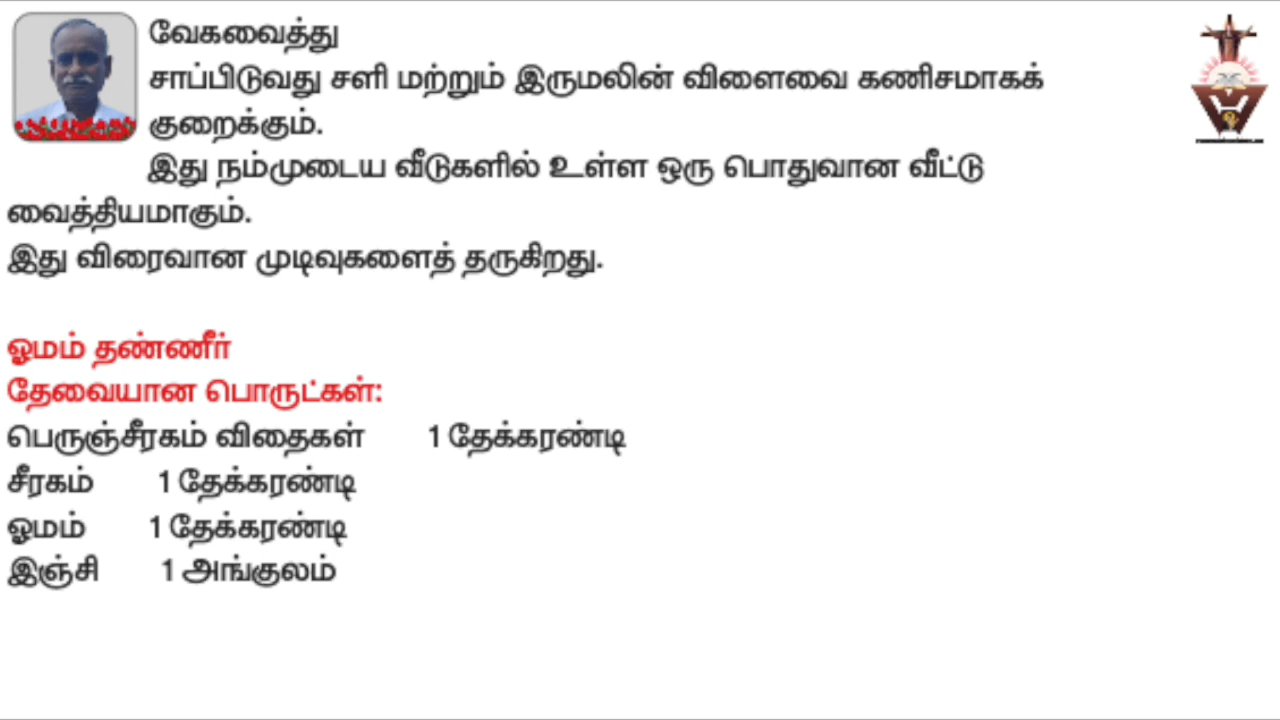 வேகவைத்து
சாப்பிடுவது சளி மற்றும் இருமலின் விளைவை கணிசமாகக்
குறைக்கும்.
இது நம்முடைய வீடுகளில் உள்ள ஒரு பொதுவான வீட்டு
வைத்தியமாகும்.
இது விரைவான முடிவுகளைத் தருகிறது.
ஓமம் தண்ணீர்
தேவையான பொருட்கள்:
பெருஞ்சீரகம் விதைகள் 1 தேக்கரண்டி
சீரகம் 1 தேக்கரண்டி
ஓமம் 1 தேக்கரண்டி
இஞ்சி 1 அங்குலம்